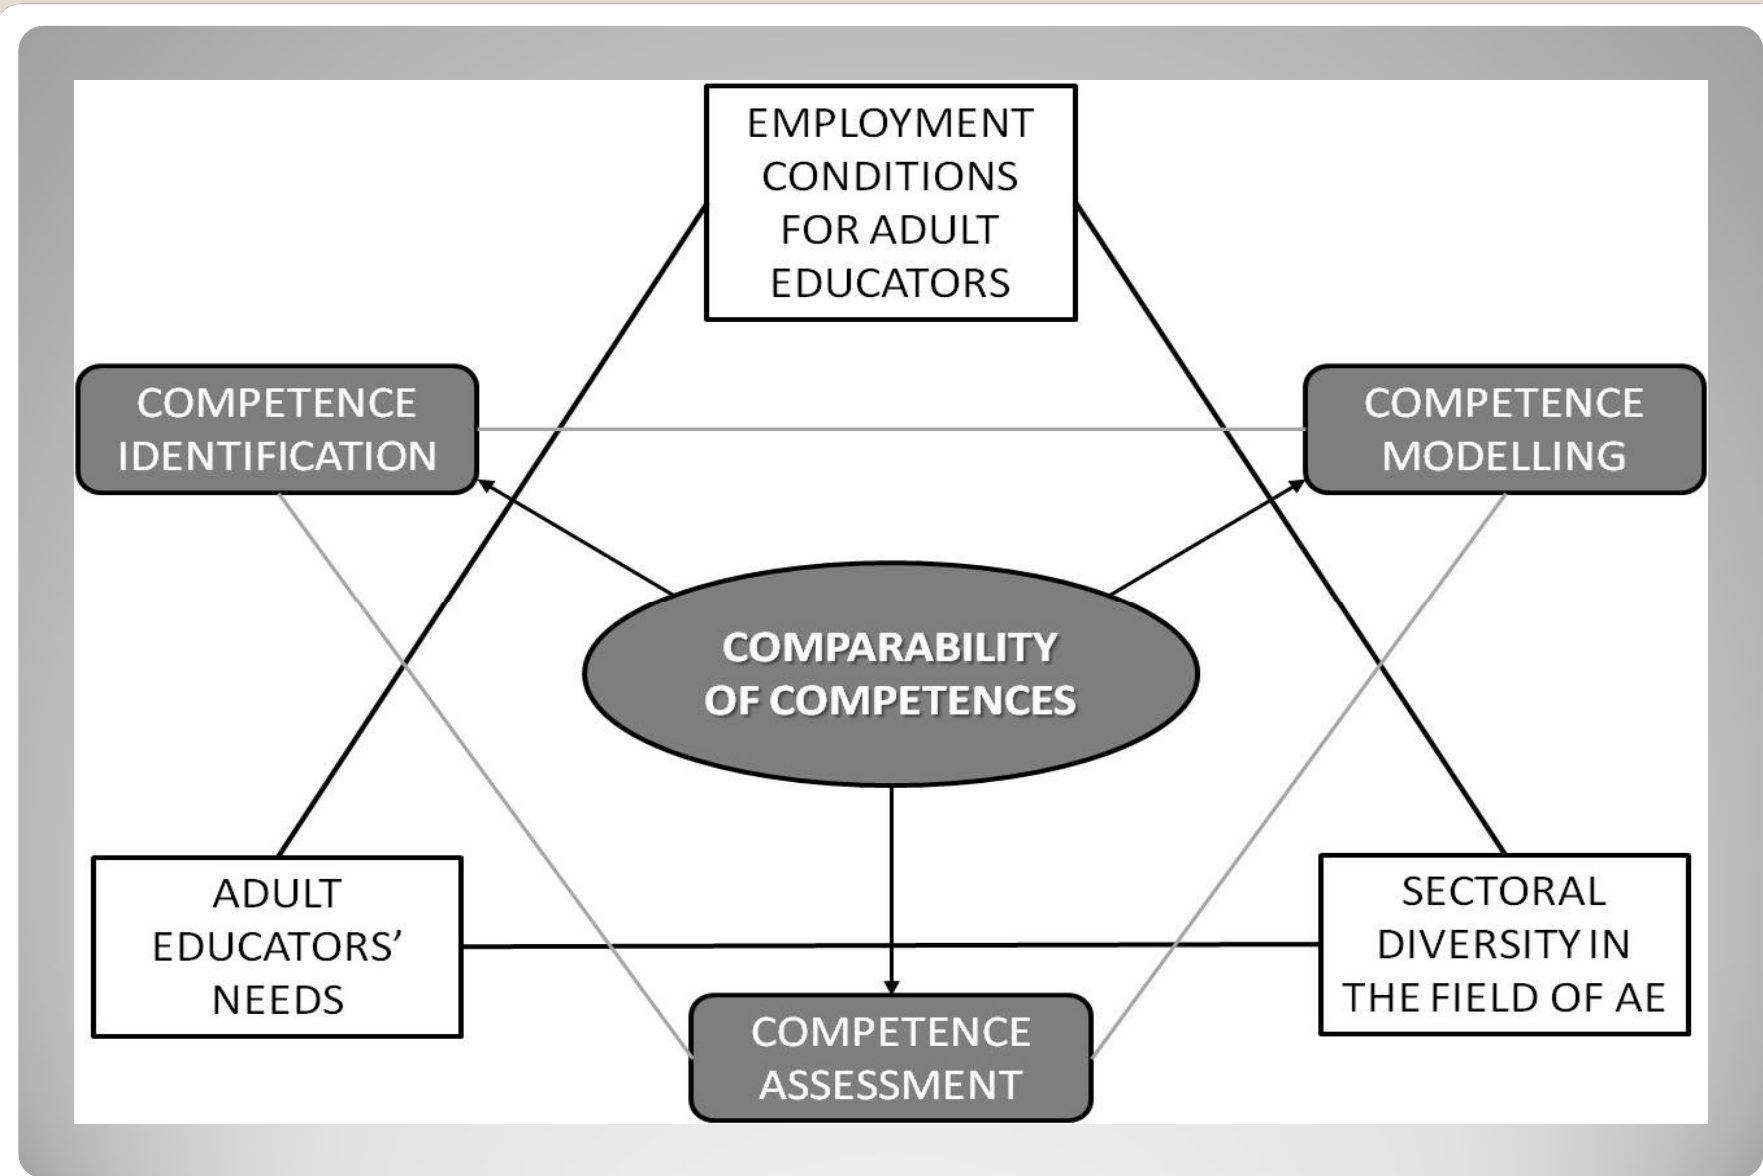 EMPLOYMENT
CONDITIONS
FOR ADULT
EDUCATORS
COMPETENCE
IDENTIFICATION
COMPETENCE
MODELLING
COMPARABILITY
OF COMPETENCES
ADULT
EDUCATORS’
NEEDS
SECTORAL
DIVERSITY IN
THE FIELD OF AE
COMPETENCE
ASSESSMENT